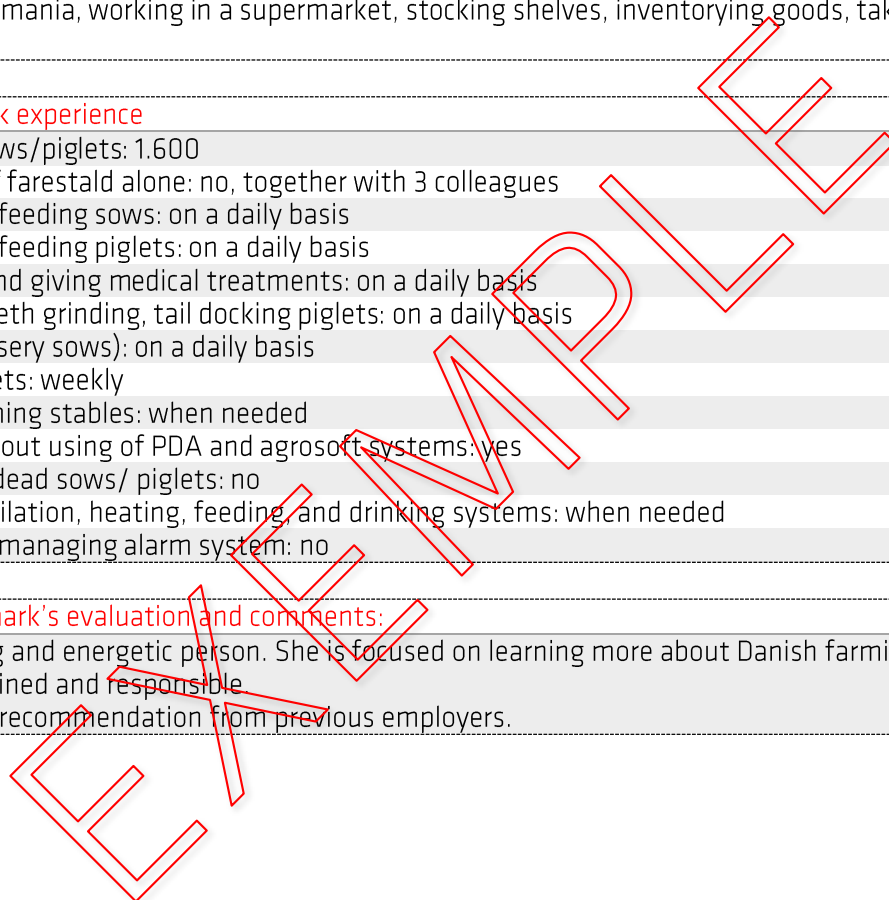 mania, working in a supermarket, stocking shelves, inventorying goods, tak
k experience
ws/piglets: 1.600
f farestald alone: no, together with 3 colleagues
feeding sows: on a daily basis
feeding piglets: on a daily basis
nd giving medical treatments: on a daily basis
eth grinding, tail docking piglets: on a daily basis
sery sows): on a daily basis
ets: weekly
ning stables: when needed
out using of PDA and agrosoft systems: yes
dead sows/ piglets: no
ilation, heating, feeding, and drinking systems: when needed
managing alarm system: no
nark's evaluation and comments:
g and energetic person. She is focused on learning more about Danish farmi
ined and responsible.
recommendation from previous employers.
EXEMPLE